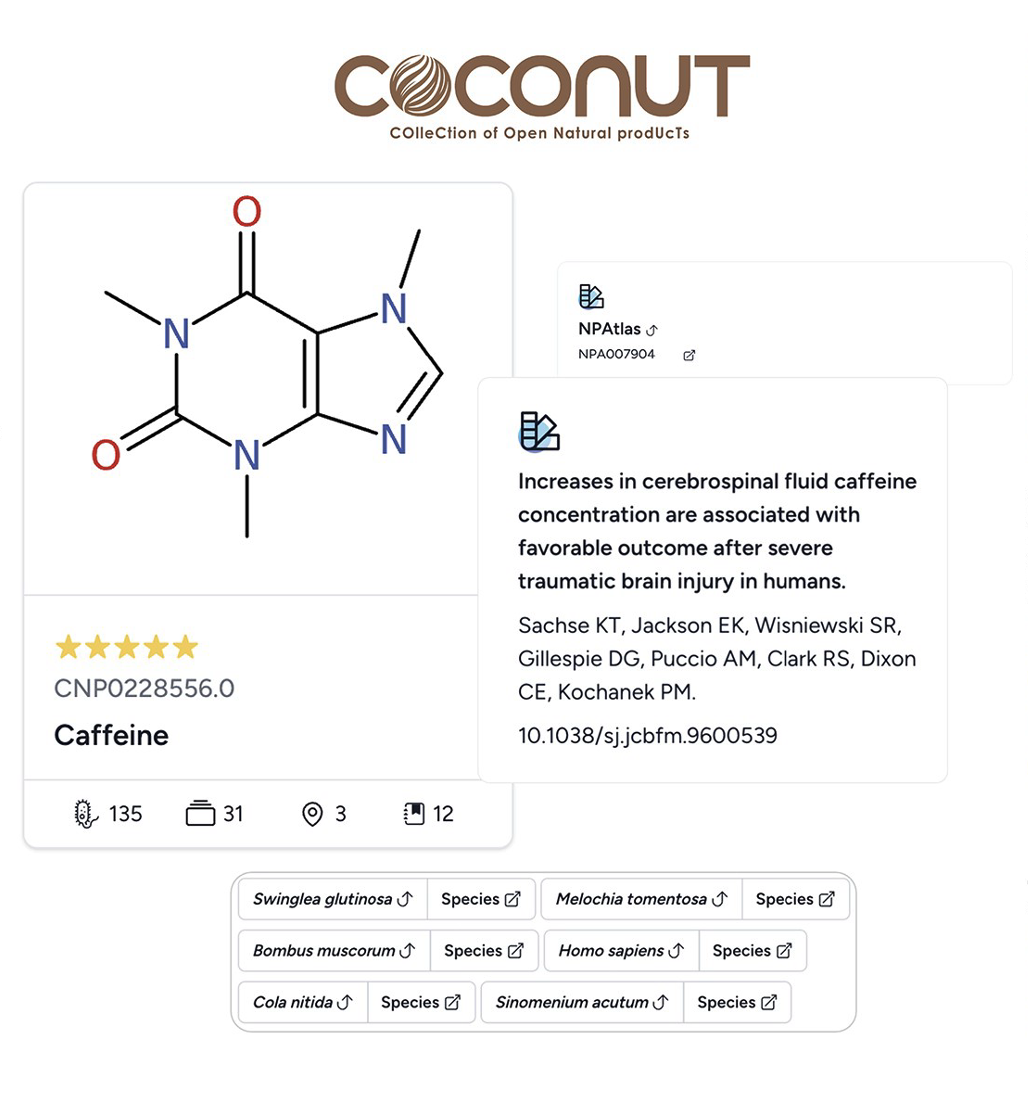 COCONUT
COlleCtion of Open Natural prodUcTs
O
N
N
O
N
N
NPAtlas
NPA007904
Increases in cerebrospinal fluid caffeine
concentration are associated with
favorable outcome after severe
traumatic brain injury in humans.
Sachse KT, Jackson EK, Wisniewski SR,
Gillespie DG, Puccio AM, Clark RS, Dixon
CE, Kochanek PM.
10.1038/sj.jcbfm.9600539
CNP0228556.0
Caffeine
135 31 3 12
Swinglea glutinosa Species Melochia tomentosa Species
Bombus muscorum Species Homo sapiens Species
Cola nitida Species Sinomenium acutum Species